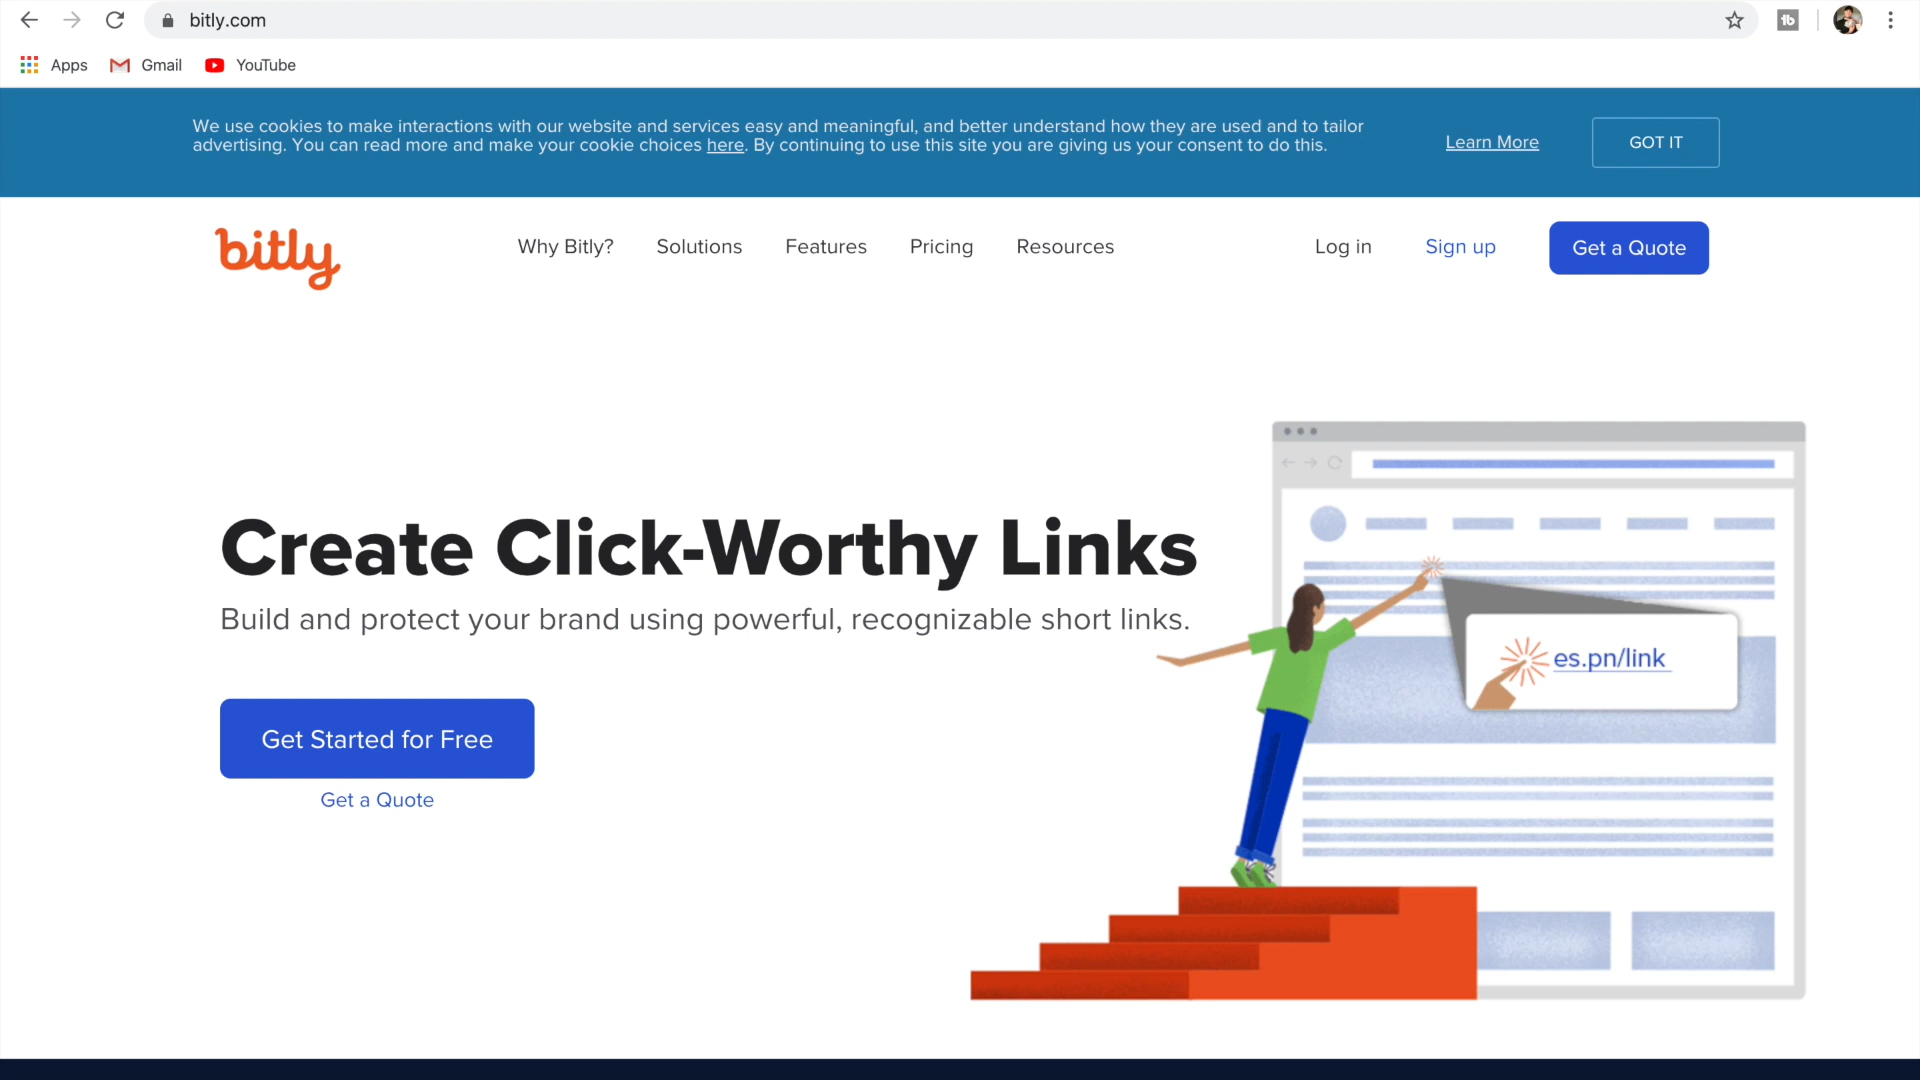 bitly.com
Apps
Gmail
YouTube
We use cookies to make interactions with our website and services easy and meaningful, and better understand how they are used and to tailor
advertising. You can read more and make your cookie choices here. By continuing to use this site you are giving us your consent to do this.
Learn More
GOT IT
bitly
Why Bitly?
Solutions
Features
Pricing
Resources
Log in
Sign up
Get a Quote
Create Click-Worthy Links
Build and protect your brand using powerful, recognizable short links.
es.pn/link
Get Started for Free
Get a Quote